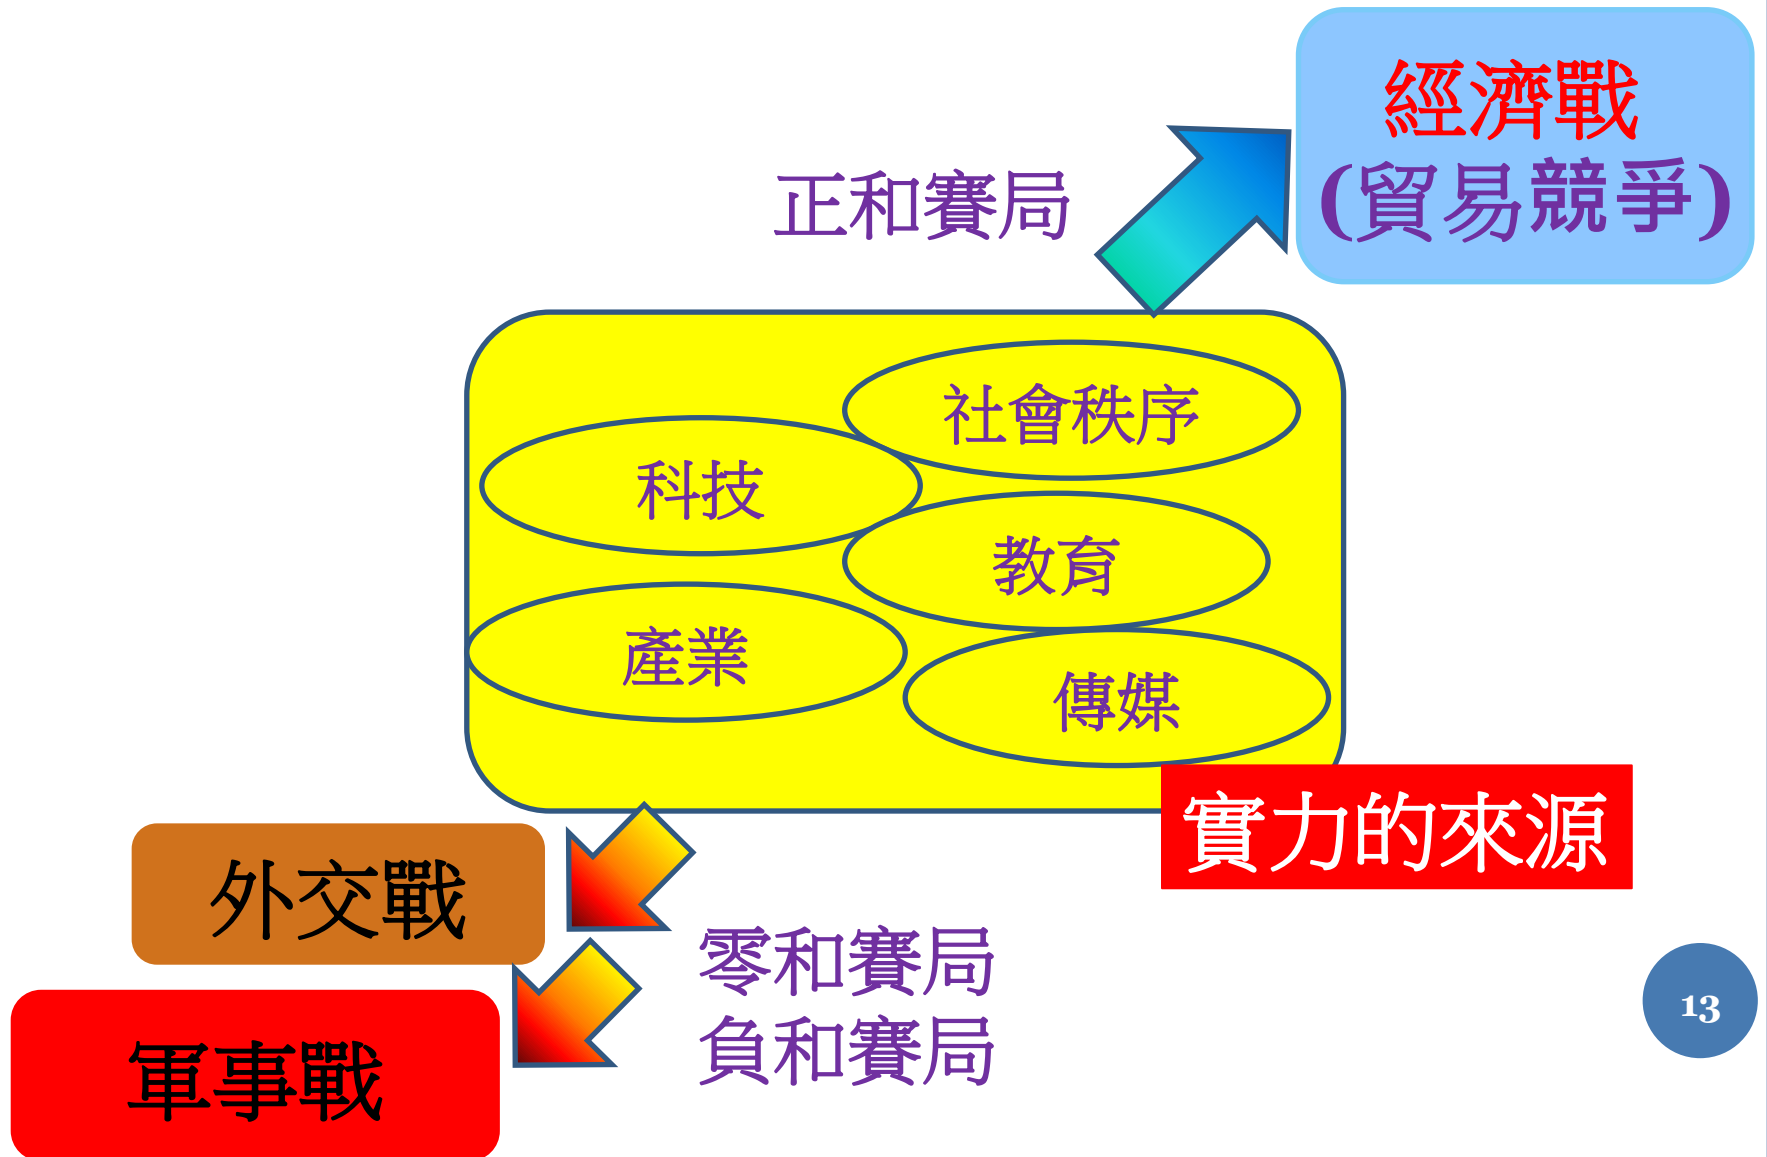 經濟戰
(貿易競爭)
正和賽局
社會秩序
科技
教育
產業
傳媒
實力的來源
外交戰
零和賽局
負和賽局
軍事戰
13